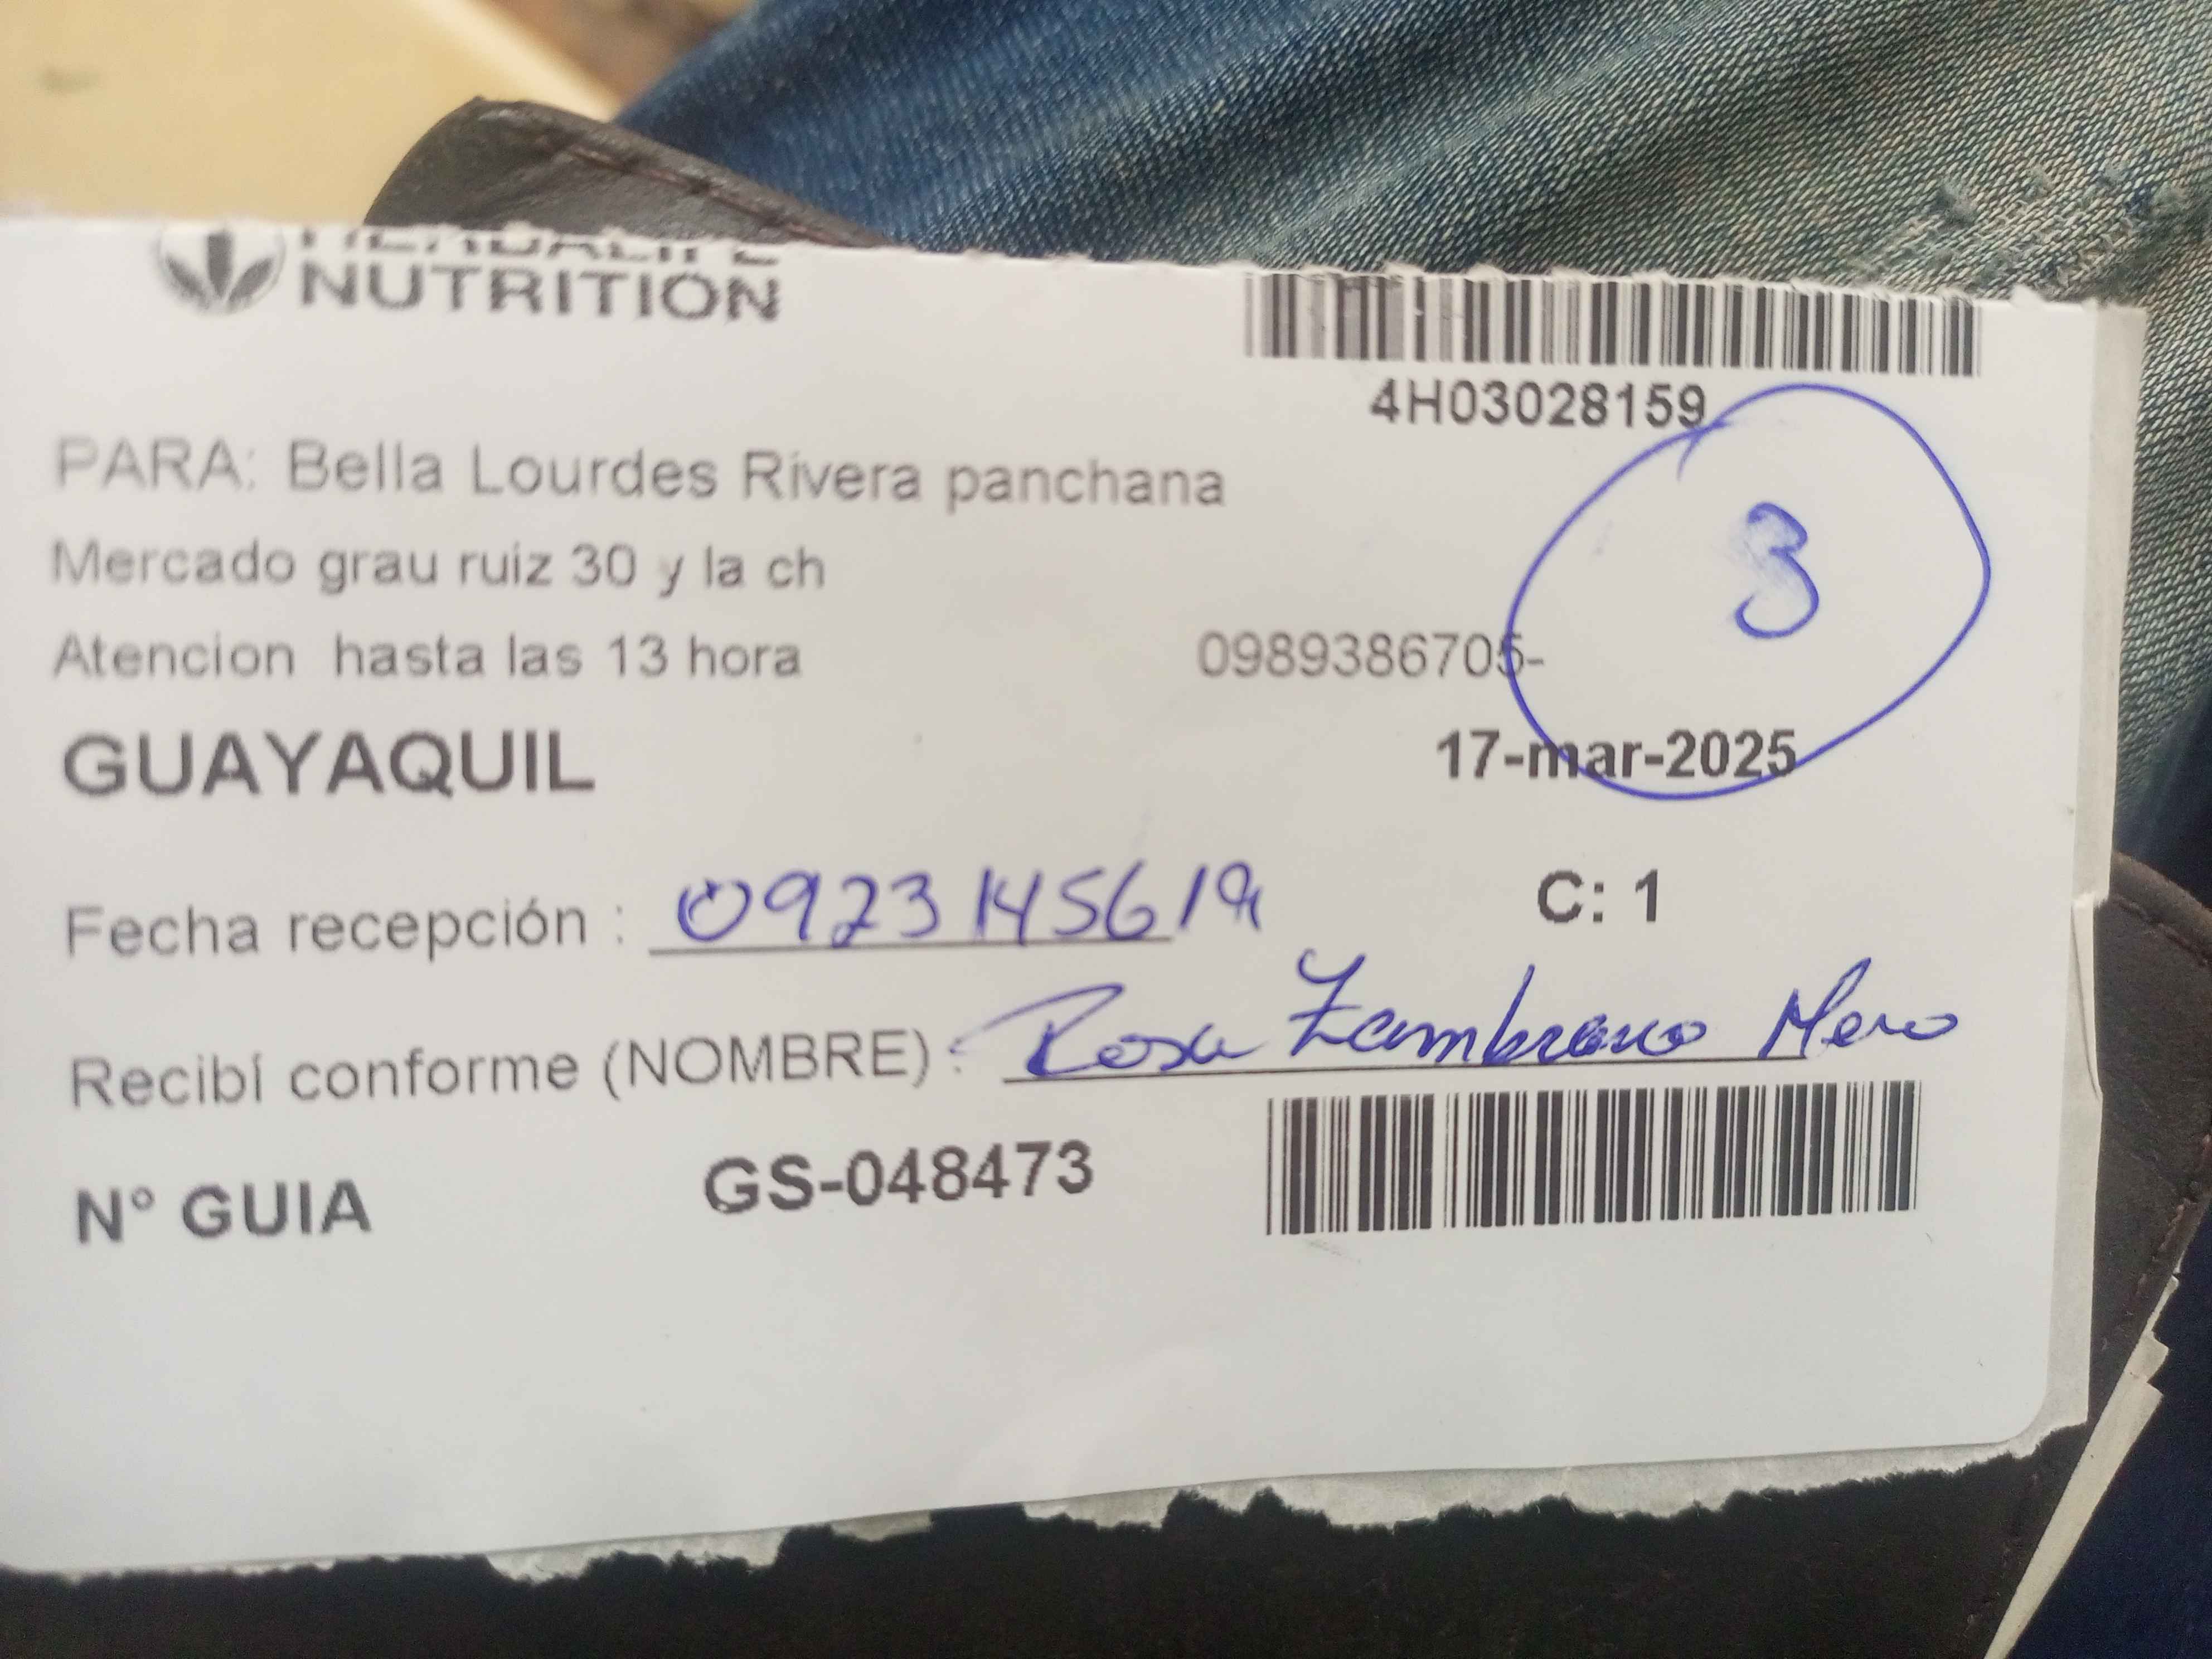 HERBALIFE
NUTRITION
4H03028159
PARA: Bella Lourdes Rivera panchana
3
Mercado grau ruiz 30 y la ch
Atencion hasta las 13 hora 0989386705-
GUAYAQUIL 17-mar-2025
Fecha recepción : 0923145619 C: 1
Recibí conforme (NOMBRE) : Rosa Zambrano Mero
N° GUIA GS-048473